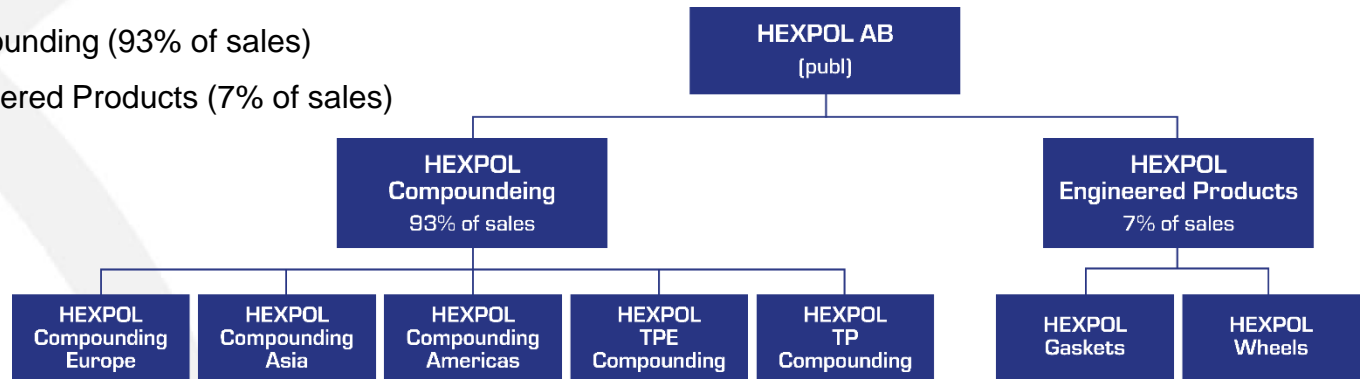 ounding (93% of sales)
ered Products (7% of sales)
HEXPOL AB
(publ)
HEXPOL
Compoundeing
93% of sales
HEXPOL
Engineered Products
7% of sales
HEXPOL
Compounding
Europe
HEXPOL
Compounding
Asia
HEXPOL
Compounding
Americas
HEXPOL
TPE
Compounding
HEXPOL
TP
Compounding
HEXPOL
Gaskets
HEXPOL
Wheels